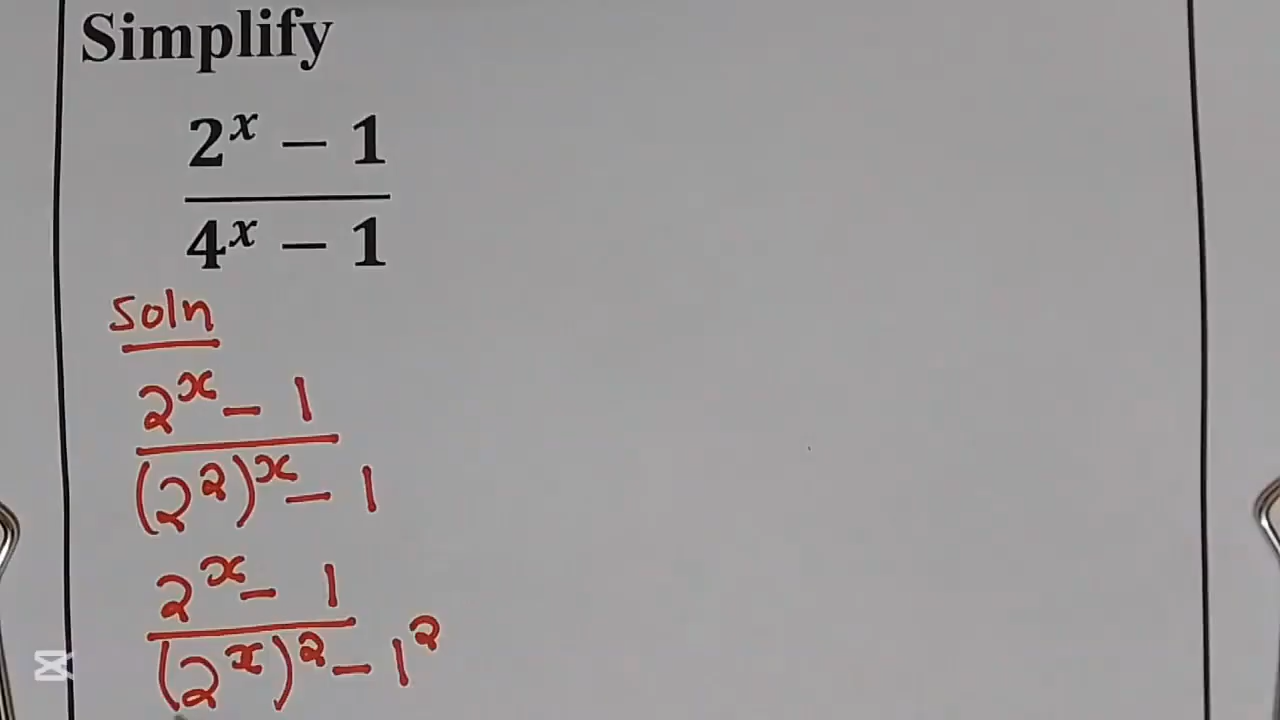 Simplify
2^x − 1
4^x − 1
Soln
2^x − 1
(2^2)^x − 1
2^x − 1
(2^x)^2 − 1^2